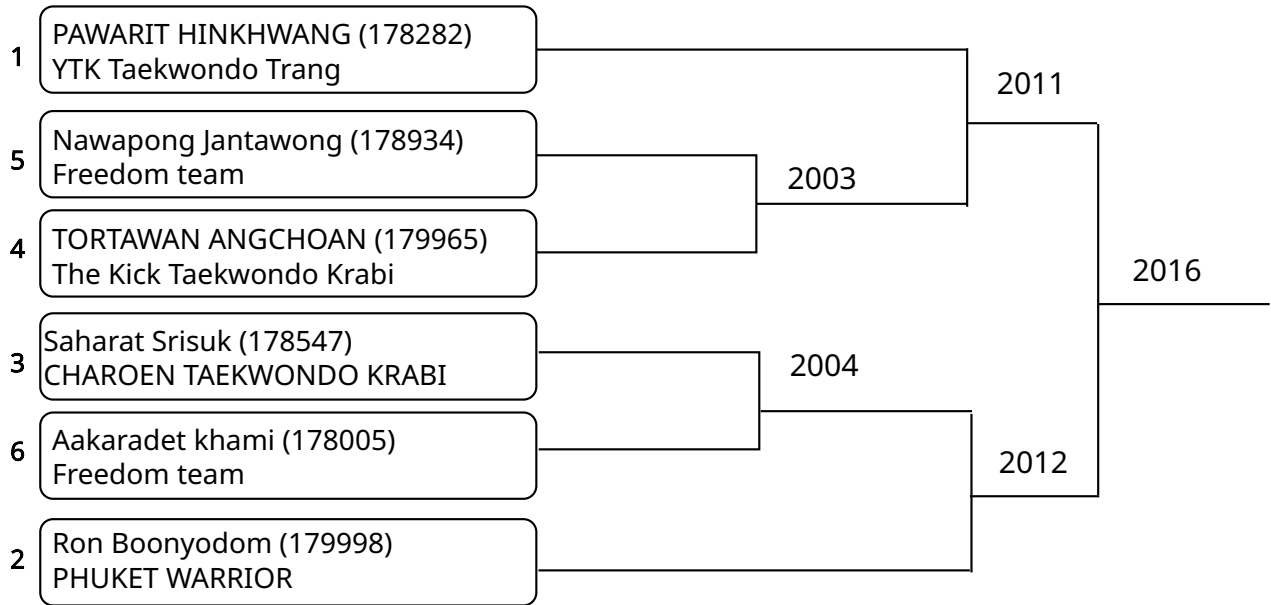 1
PAWARIT HINKHWANG (178282)
YTK Taekwondo Trang
2011
5
Nawapong Jantawong (178934)
Freedom team
2003
4
TORTAWAN ANGCHOAN (179965)
The Kick Taekwondo Krabi
2016
3
Saharat Srisuk (178547)
CHAROEN TAEKWONDO KRABI
2004
6
Aakaradet khami (178005)
Freedom team
2012
2
Ron Boonyodom (179998)
PHUKET WARRIOR